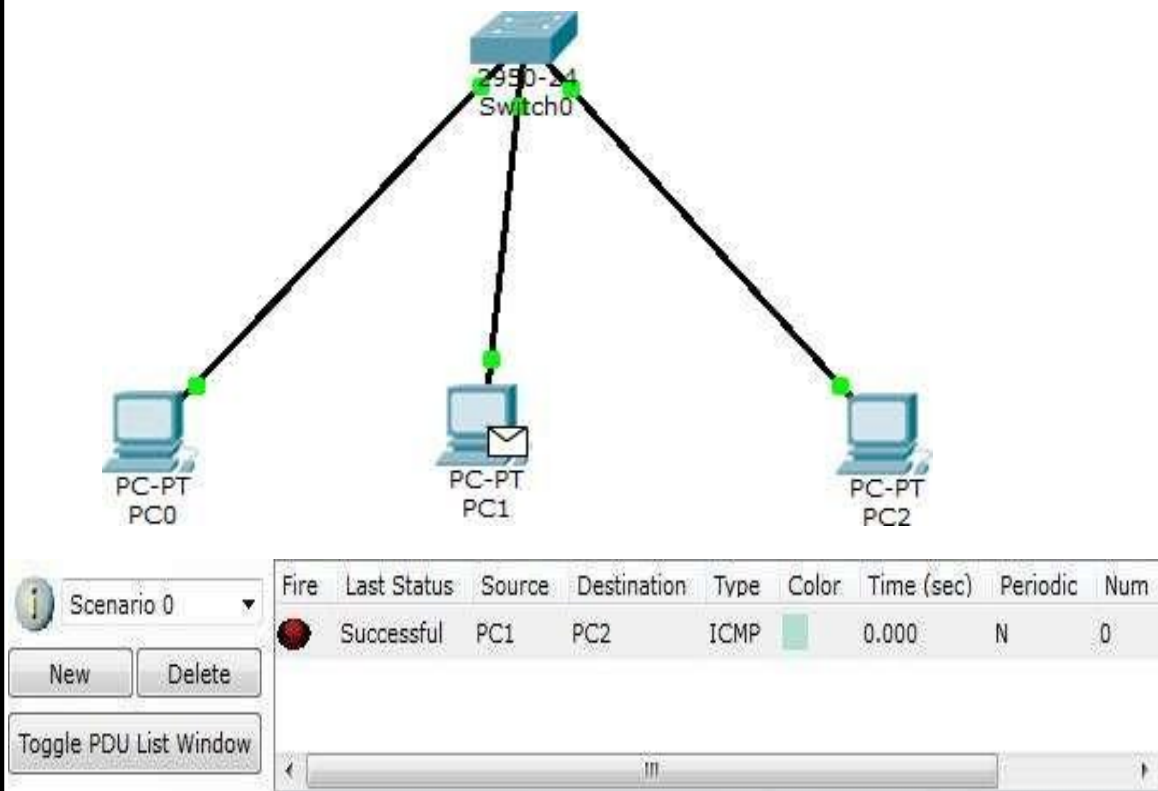 2950-24
Switch0
PC-PT
PC0
PC-PT
PC1
PC-PT
PC2
Scenario 0
New Delete
Toggle PDU List Window
Fire Last Status Source Destination Type Color Time (sec) Periodic Num
Successful PC1 PC2 ICMP 0.000 N 0